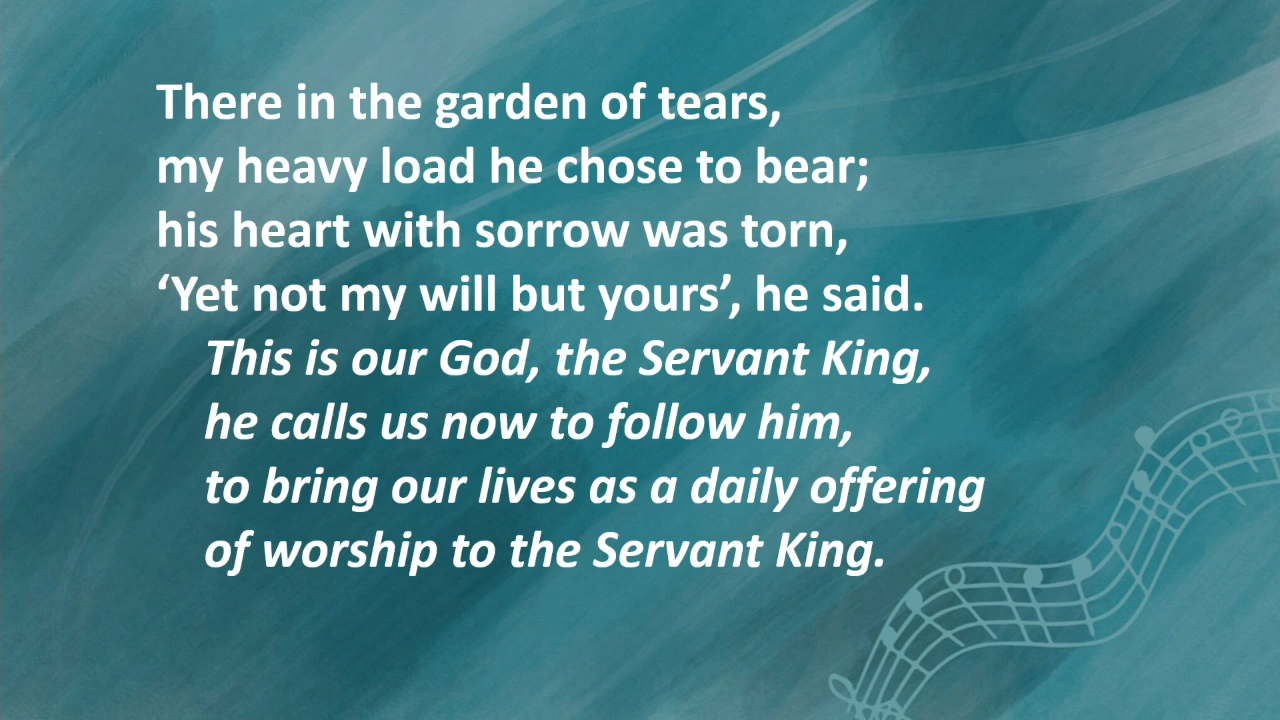 There in the garden of tears,
my heavy load he chose to bear;
his heart with sorrow was torn,
‘Yet not my will but yours’, he said.
This is our God, the Servant King,
he calls us now to follow him,
to bring our lives as a daily offering
of worship to the Servant King.